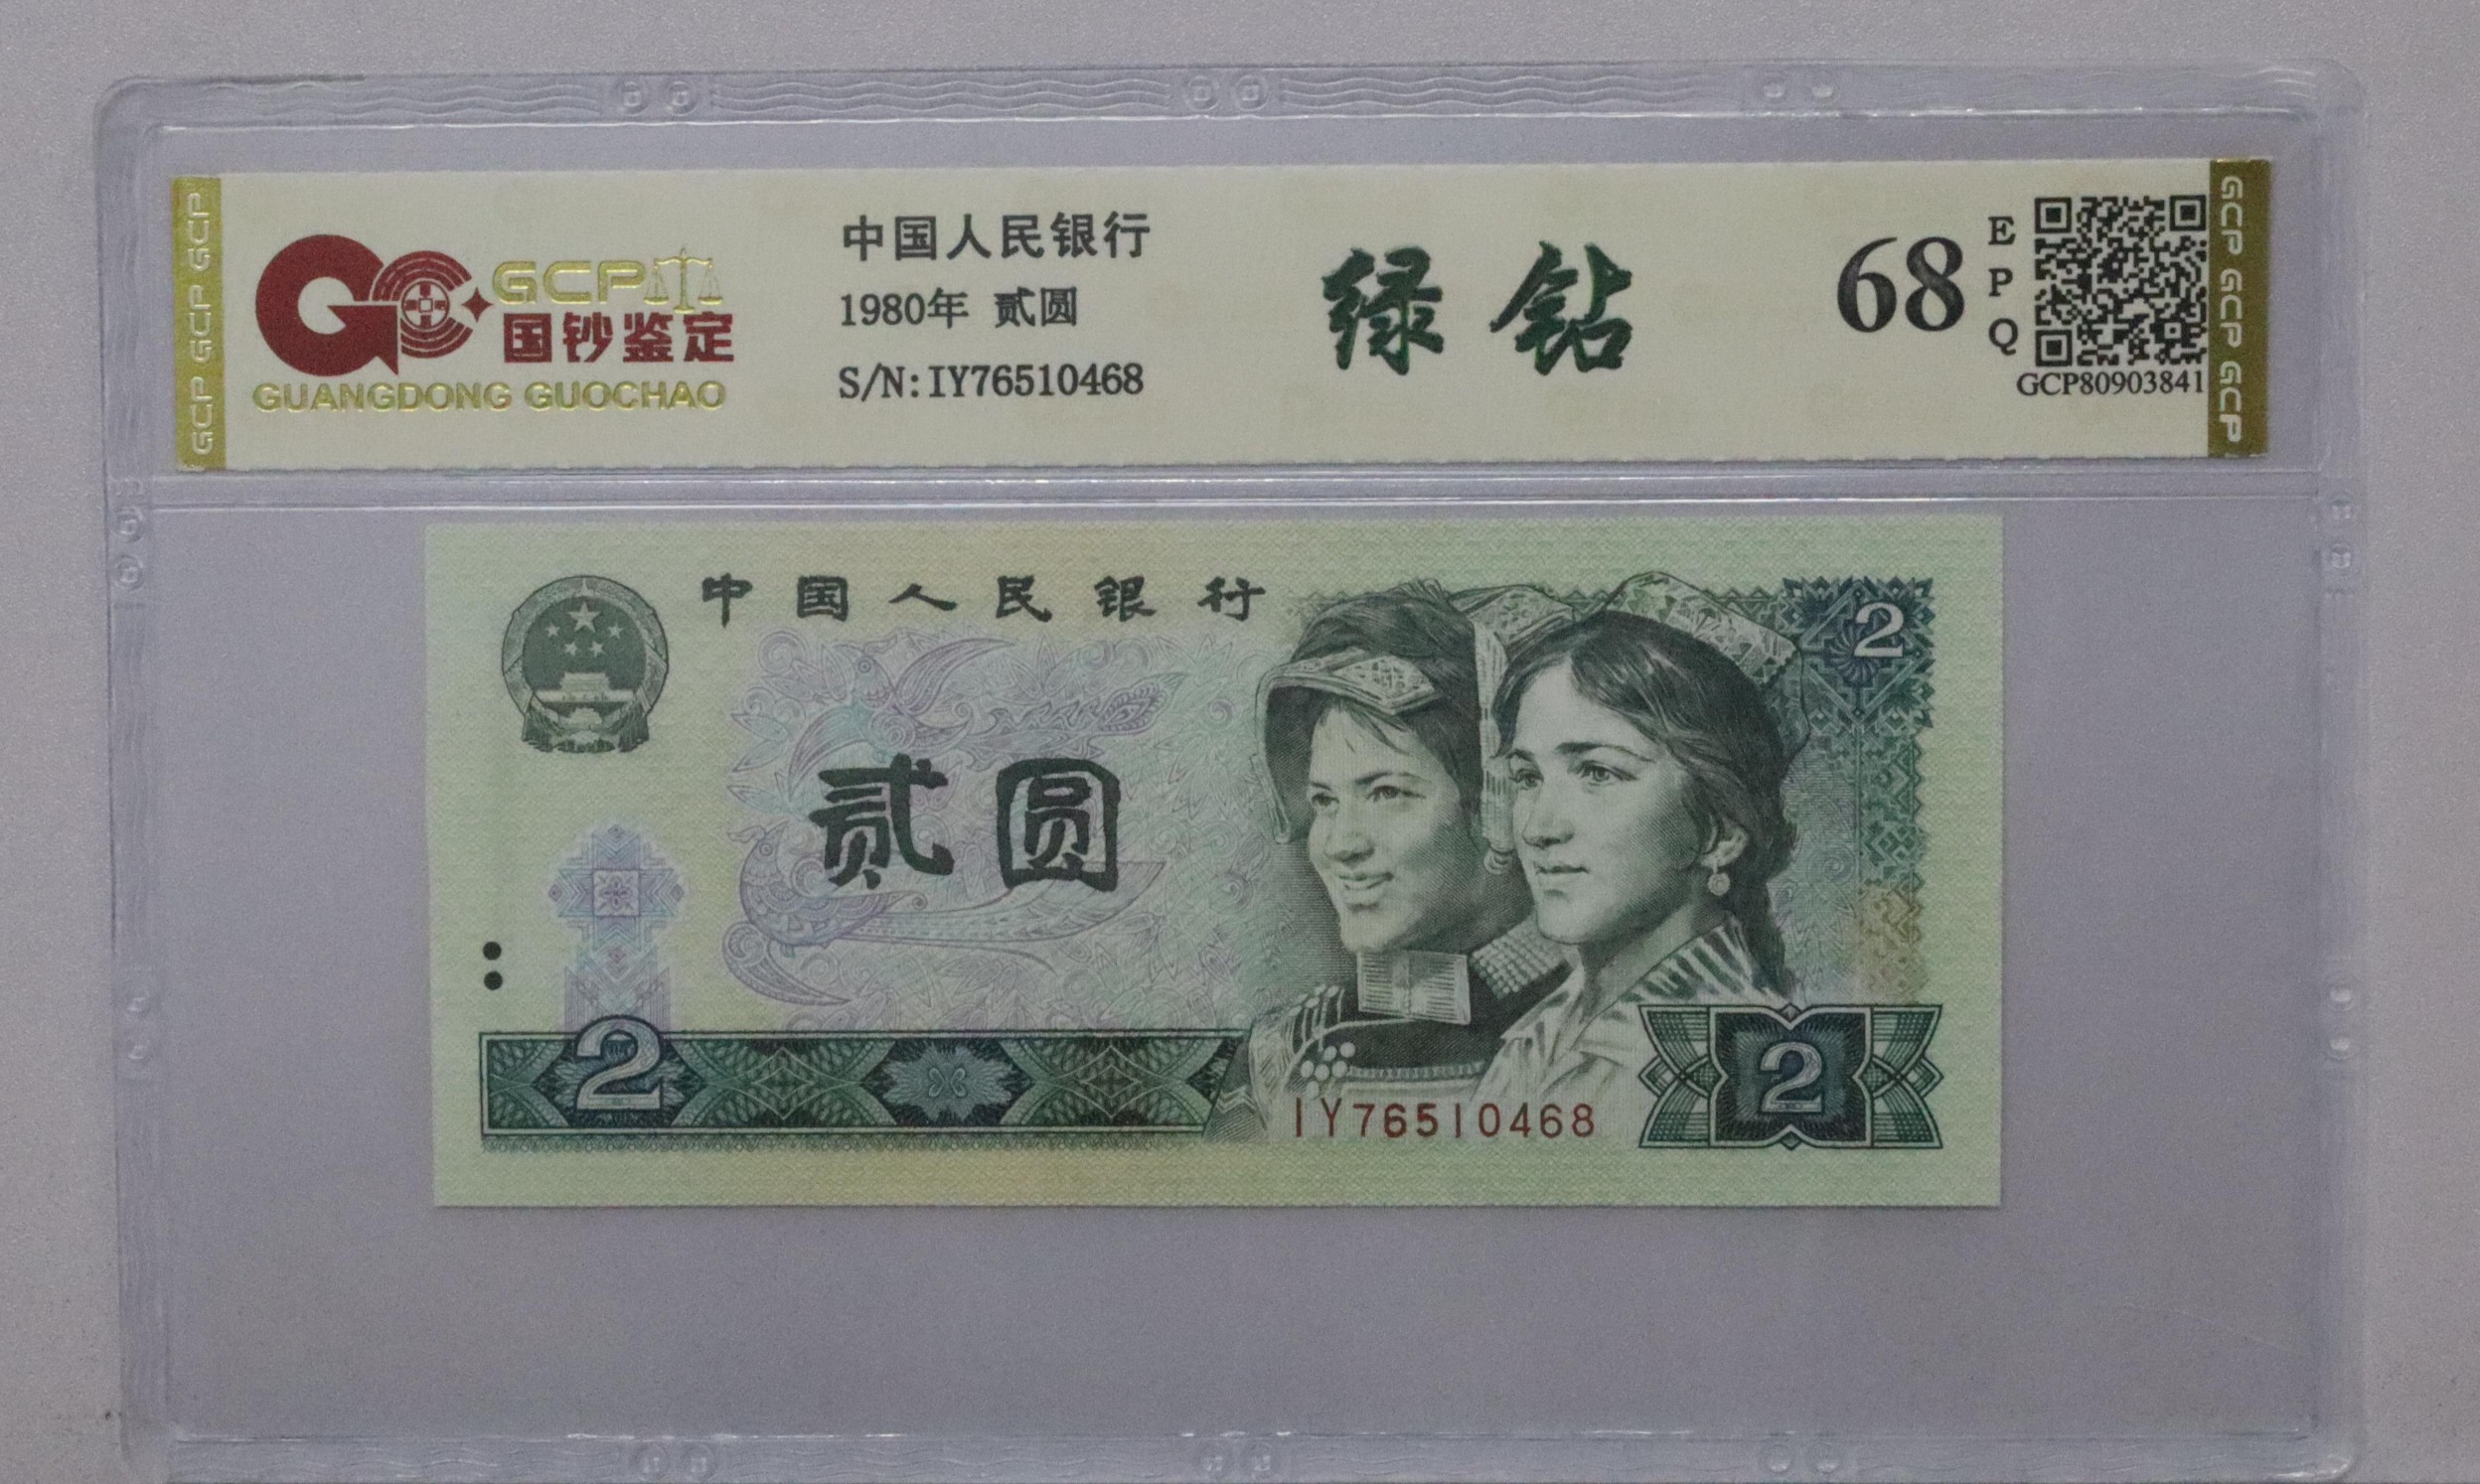 GCP GCP GCP
GCP
国钞鉴定
GUANGDONG GUOCHAO
中国人民银行
1980年 贰圆
S/N:IY76510468
绿钻
68
EPQ
GCP80903841
GCP GCP GCP
中国人民银行
2
贰圆
2
IY76510468
2